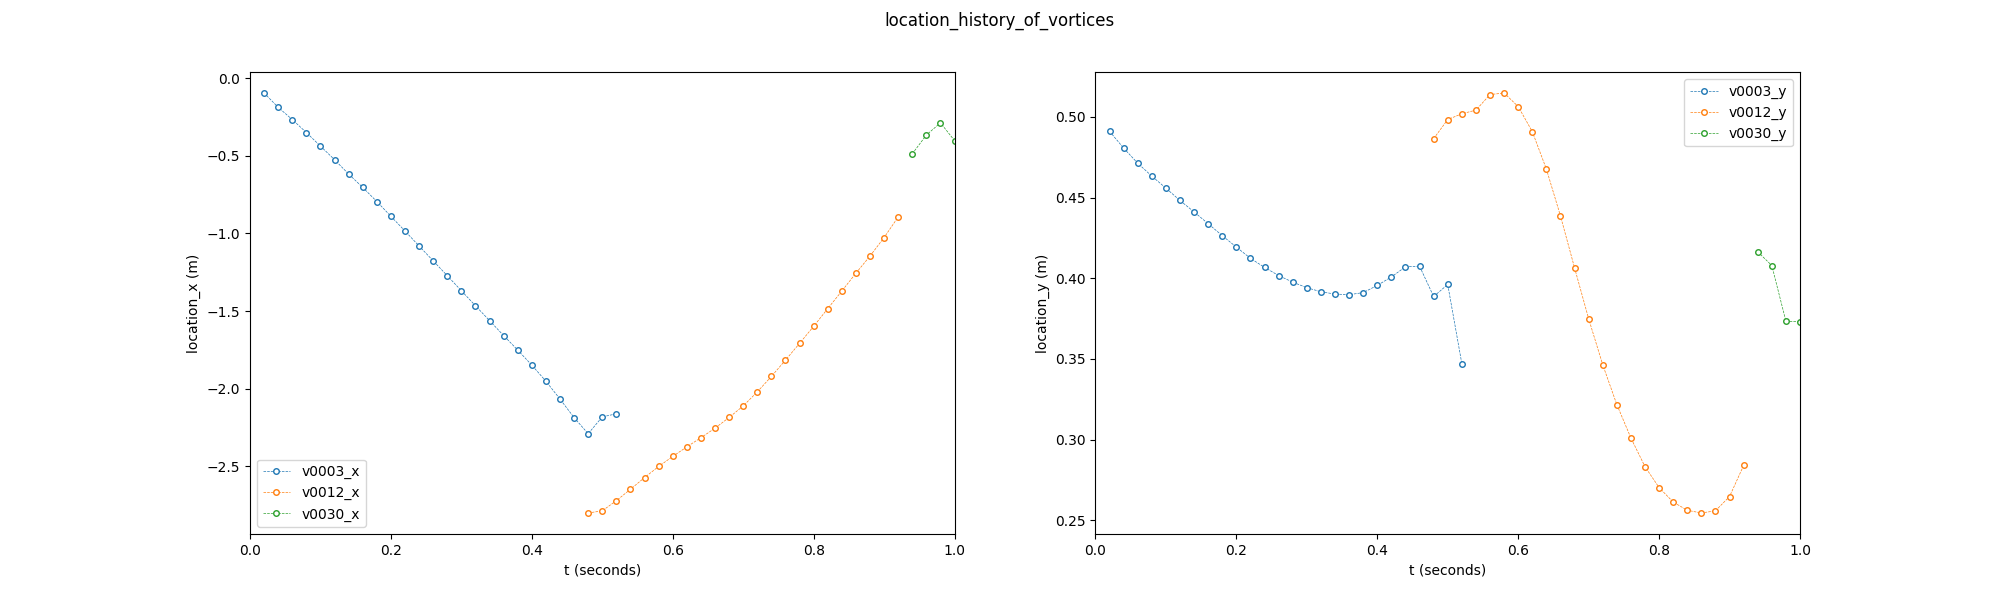 location_history_of_vortices
0.0
−0.5
−1.0
−1.5
−2.0
−2.5
location_x (m)
v0003_x
v0012_x
v0030_x
0.0 0.2 0.4 0.6 0.8 1.0
t (seconds)
0.50
0.45
0.40
0.35
0.30
0.25
location_y (m)
v0003_y
v0012_y
v0030_y
0.0 0.2 0.4 0.6 0.8 1.0
t (seconds)